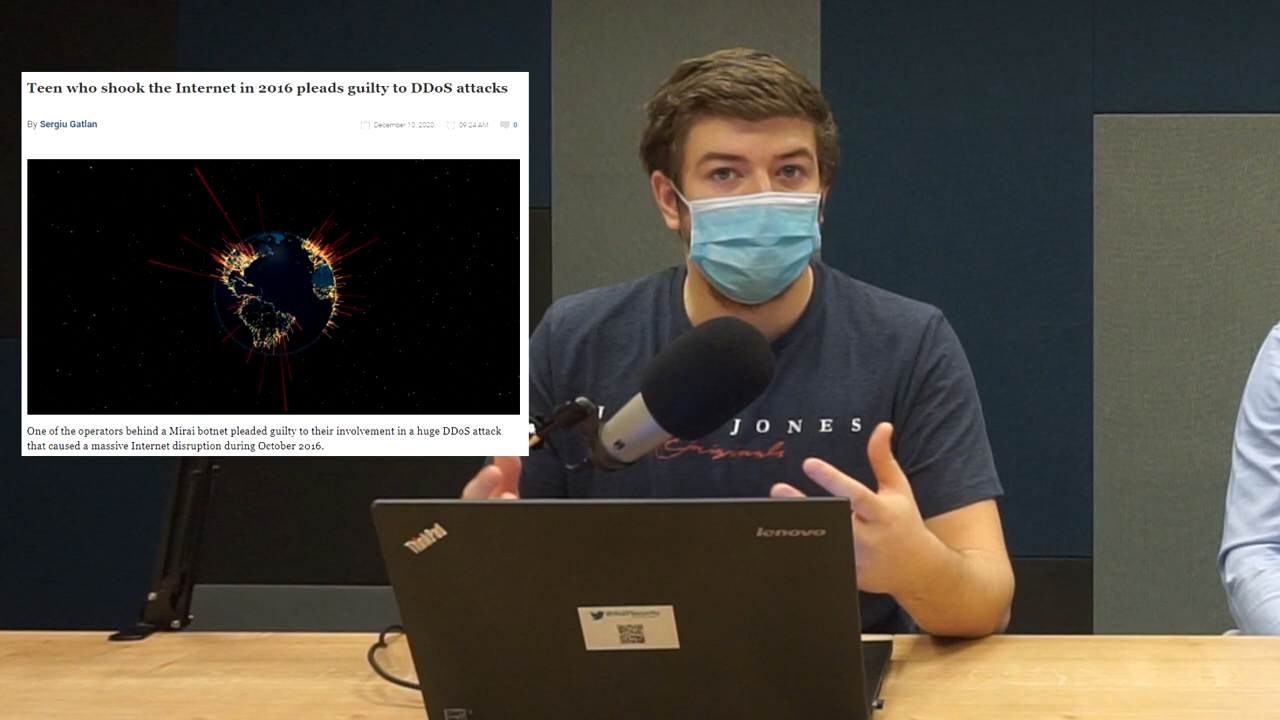 Teen who shook the Internet in 2016 pleads guilty to DDoS attacks
By Sergiu Gatlan
December 10, 2020 09:24 AM 0
One of the operators behind a Mirai botnet pleaded guilty to their involvement in a huge DDoS attack
that caused a massive Internet disruption during October 2016.
JONES
Originals
ThinkPad
lenovo